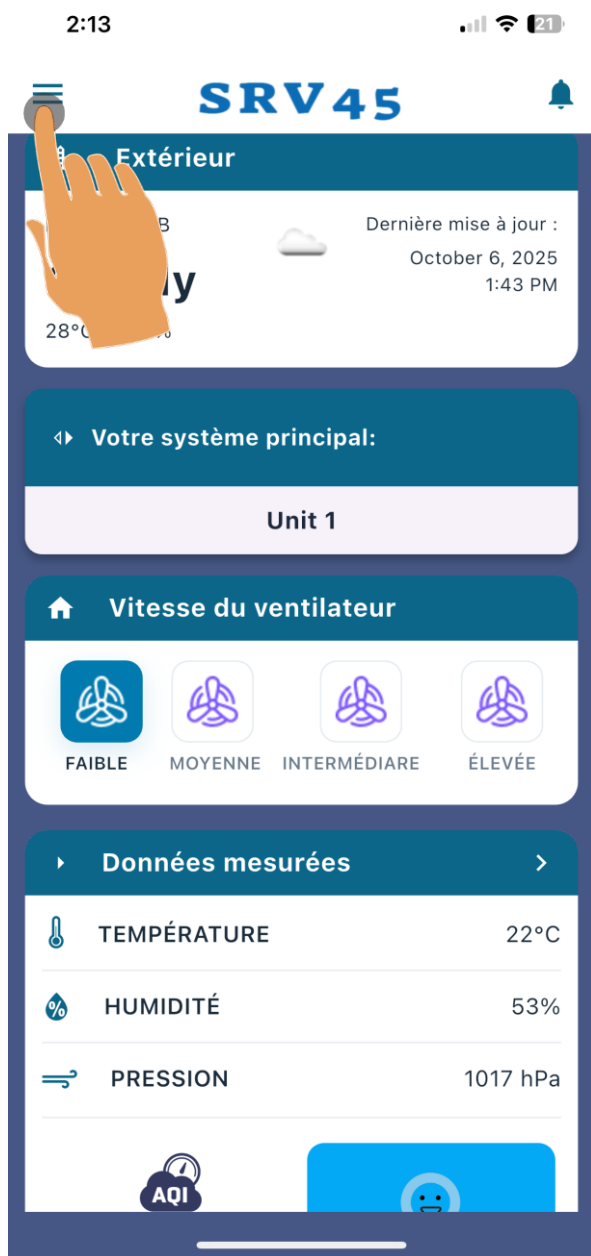 2:13
21
SRV45
Extérieur
B
Dernière mise à jour :
y
October 6, 2025
1:43 PM
28°
%
Votre système principal:
Unit 1
Vitesse du ventilateur
FAIBLE
MOYENNE
INTERMÉDIARE
ÉLEVÉE
Données mesurées
TEMPÉRATURE
22°C
%
HUMIDITÉ
53%
PRESSION
1017 hPa
AQI